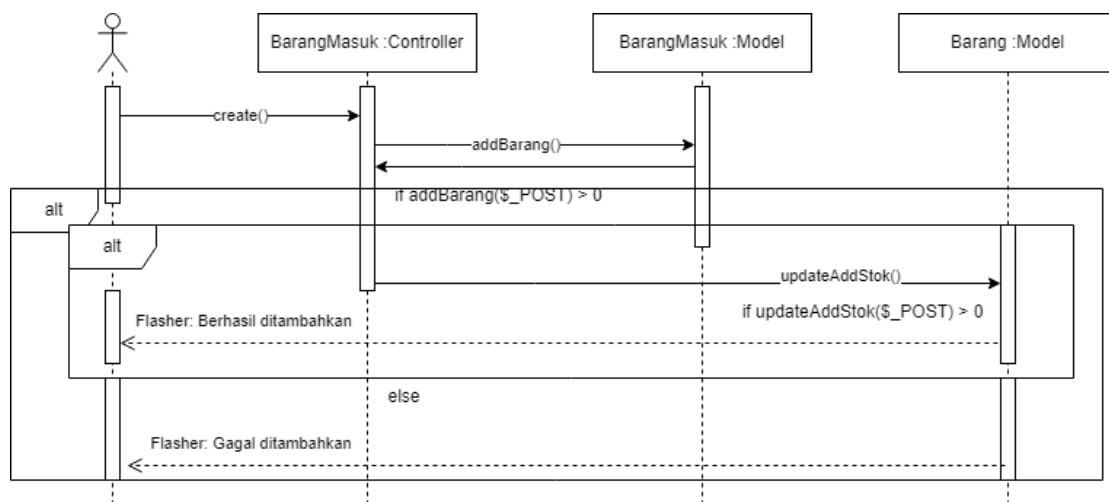 BarangMasuk :Controller
BarangMasuk :Model
Barang :Model
create()
addBarang()
if addBarang($_POST) > 0
alt
alt
updateAddStok()
if updateAddStok($_POST) > 0
Flasher: Berhasil ditambahkan
else
Flasher: Gagal ditambahkan